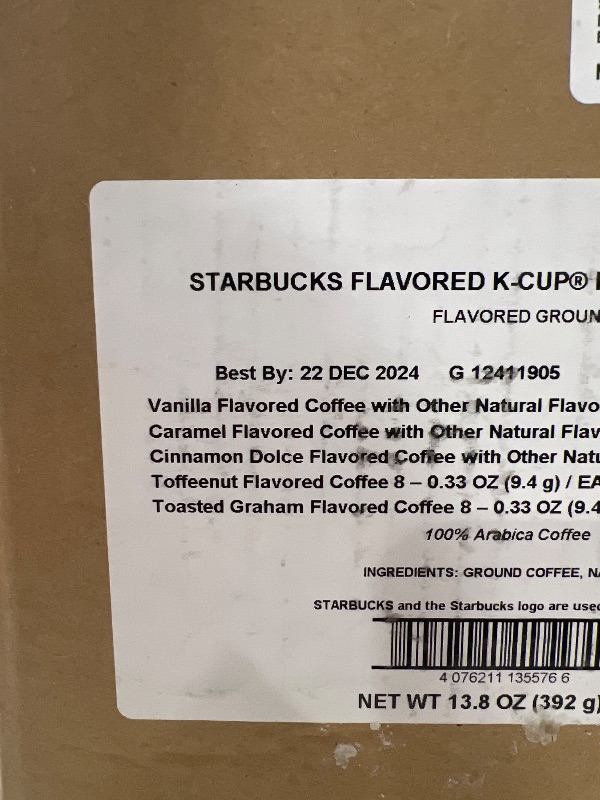 STARBUCKS FLAVORED K-CUP®
FLAVORED GROUN
Best By: 22 DEC 2024 G 12411905
Vanilla Flavored Coffee with Other Natural Flavo
Caramel Flavored Coffee with Other Natural Flav
Cinnamon Dolce Flavored Coffee with Other Natu
Toffeenut Flavored Coffee 8 – 0.33 OZ (9.4 g) / EA
Toasted Graham Flavored Coffee 8 – 0.33 OZ (9.4
100% Arabica Coffee
INGREDIENTS: GROUND COFFEE, NA
STARBUCKS and the Starbucks logo are used
4 076211 135576 6
NET WT 13.8 OZ (392 g)